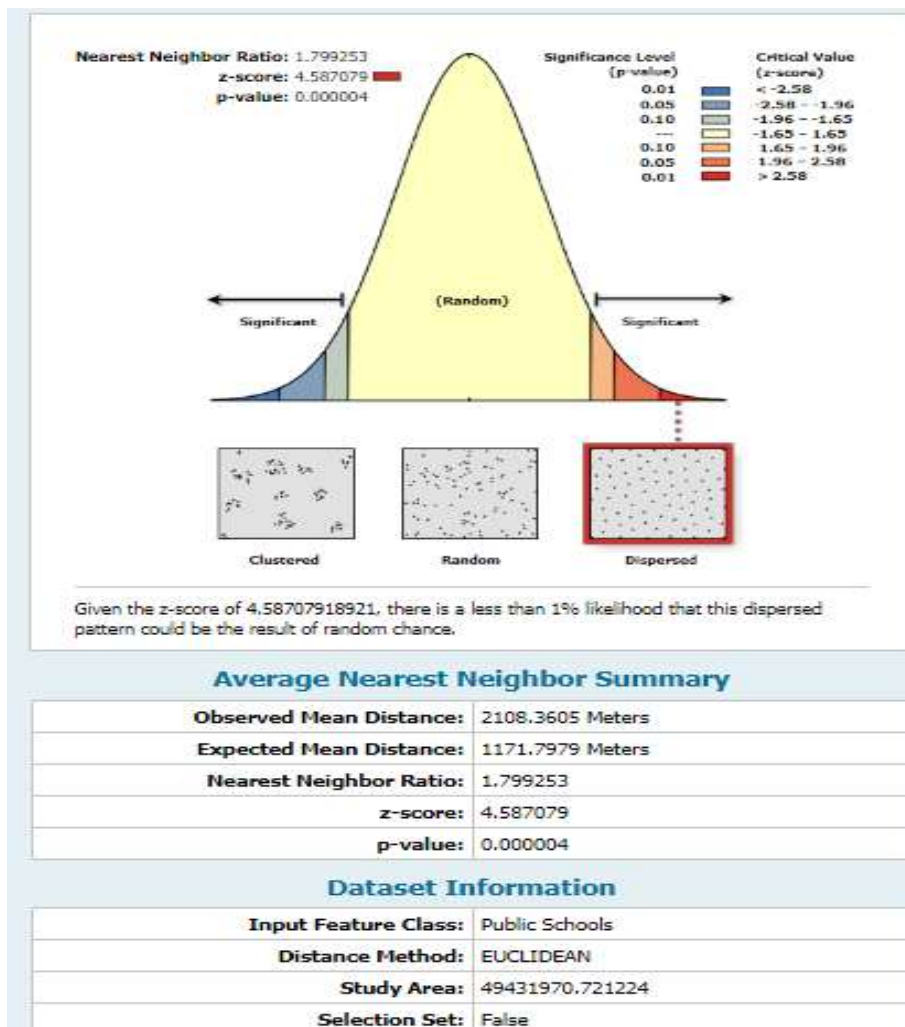 Nearest Neighbor Ratio: 1.799253
z-score: 4.587079
p-value: 0.000004
Significance Level (p-value) Critical Value (z-score)
0.01 < -2.58
0.05 -2.58 - -1.96
0.10 -1.96 - -1.65
--- -1.65 - 1.65
0.10 1.65 - 1.96
0.05 1.96 - 2.58
0.01 > 2.58
(Random)
Significant Significant
Clustered Random Dispersed
Given the z-score of 4.58707918921, there is a less than 1% likelihood that this dispersed
pattern could be the result of random chance.
Average Nearest Neighbor Summary
Observed Mean Distance: 2108.3605 Meters
Expected Mean Distance: 1171.7979 Meters
Nearest Neighbor Ratio: 1.799253
z-score: 4.587079
p-value: 0.000004
Dataset Information
Input Feature Class: Public Schools
Distance Method: EUCLIDEAN
Study Area: 49431970.721224
Selection Set: False